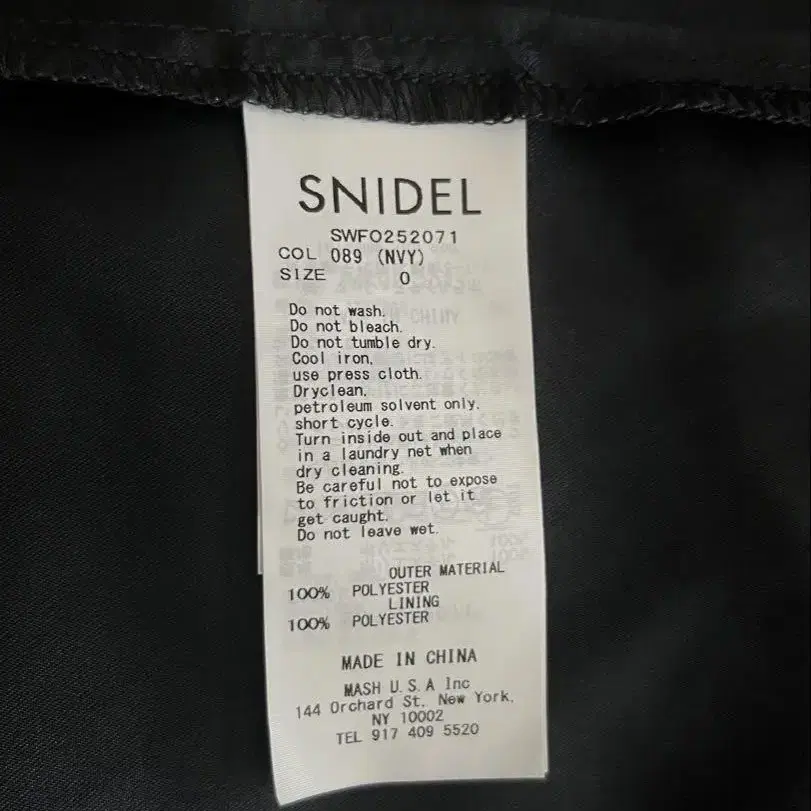 SNIDEL
SWFO252071
COL 089 (NVY)
SIZE 0
Do not wash.
Do not bleach.
Do not tumble dry.
Cool iron.
use press cloth.
Dryclean.
petroleum solvent only.
short cycle.
Turn inside out and place
in a laundry net when
dry cleaning.
Be careful not to expose
to friction or let it
get caught.
Do not leave wet.
OUTER MATERIAL
100% POLYESTER
LINING
100% POLYESTER
MADE IN CHINA
MASH U.S.A Inc
144 Orchard St. New York,
NY 10002
TEL 917 409 5520